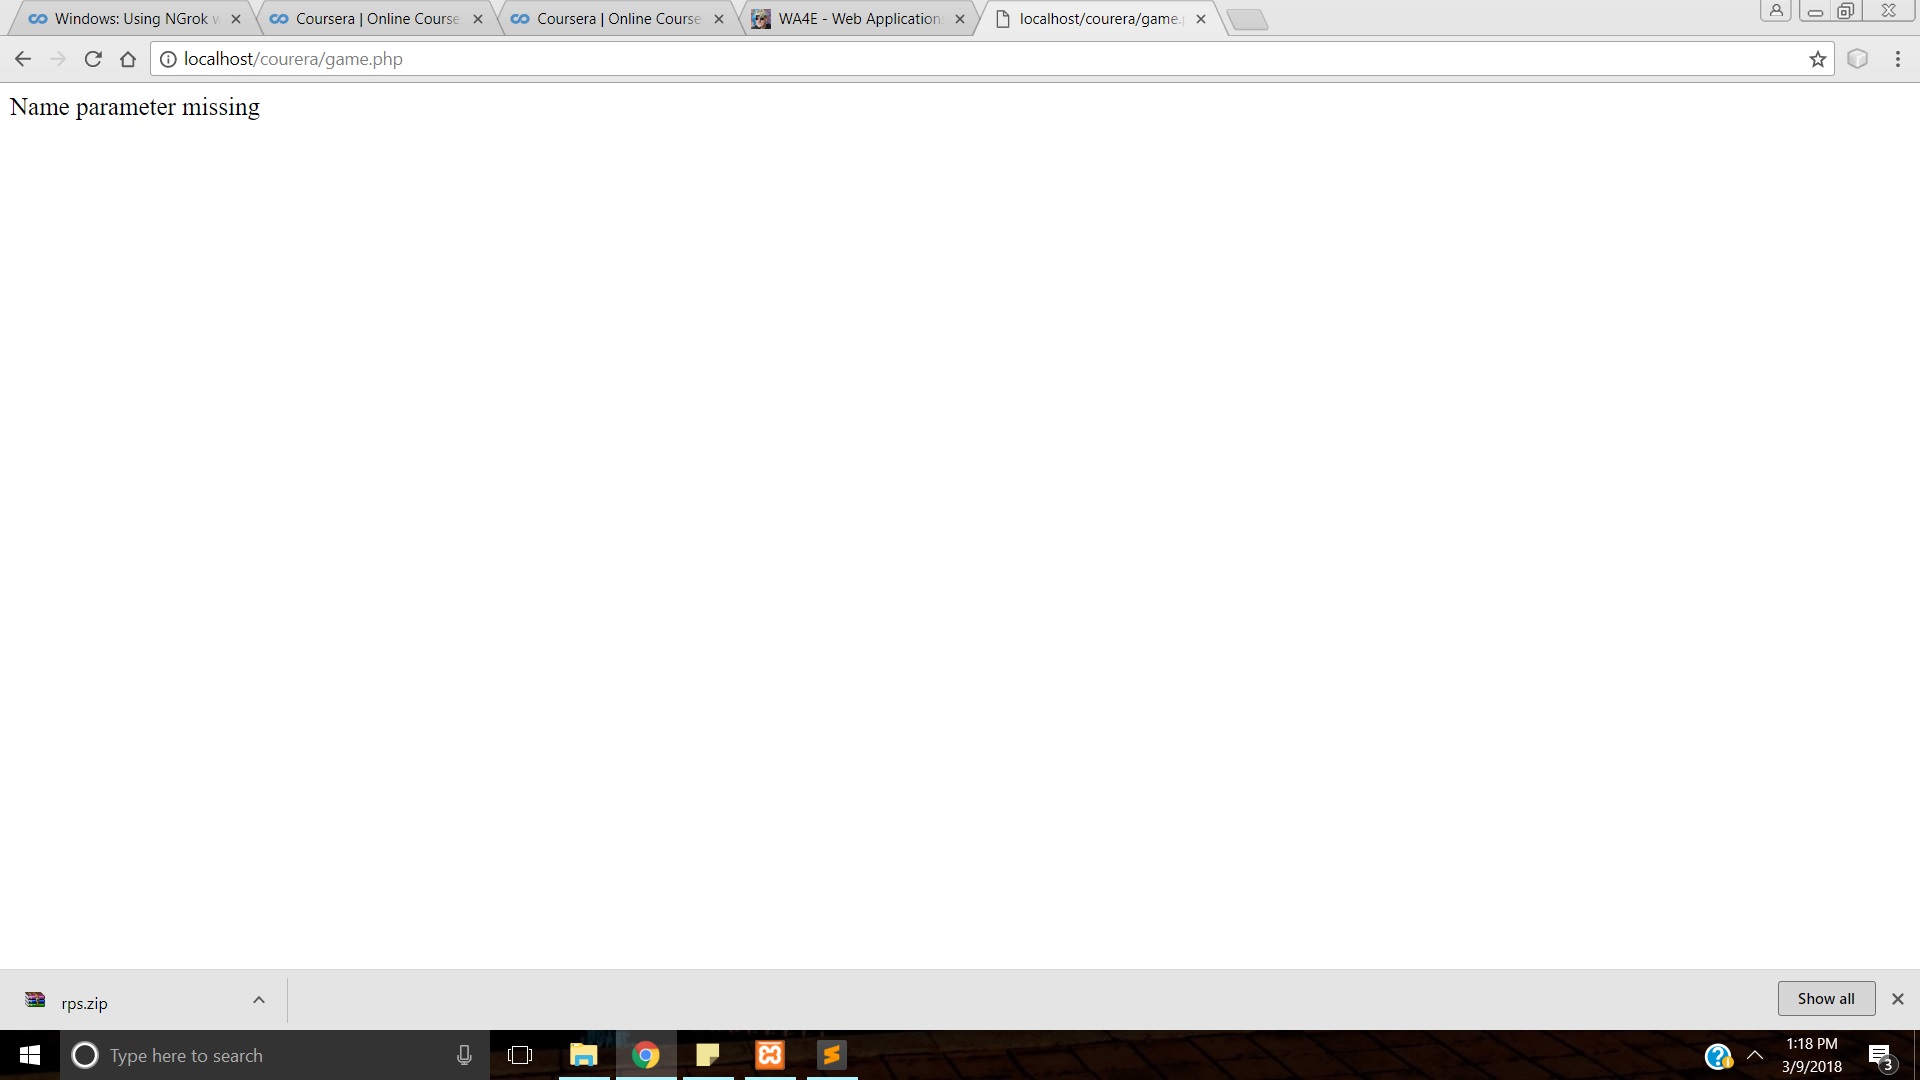 Windows: Using NGrok w
Coursera | Online Course
Coursera | Online Course
WA4E - Web Application
localhost/courera/game.
localhost/courera/game.php
Name parameter missing
rps.zip
Show all
Type here to search
1:18 PM
3/9/2018
3